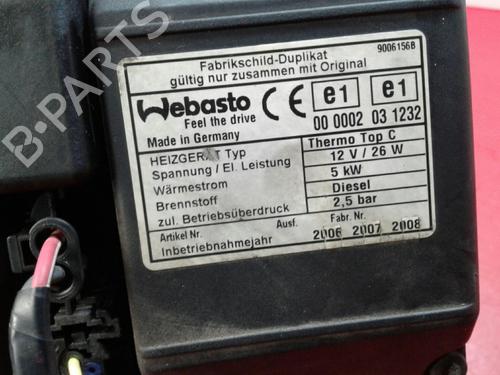 Fabrikschild-Duplikat
gültig nur zusammen mit Original
9006156B
Webasto
Feel the drive
Made in Germany
CE
e1 e1
00 0002 03 1232
HEIZGERÄT Typ Thermo Top C
Spannung / El. Leistung 12 V / 26 W
Wärmestrom 5 kW
Brennstoff Diesel
zul. Betriebsüberdruck 2,5 bar
Artikel Nr. Ausf. Fabr. Nr.
Inbetriebnahmejahr 2006 2007 2008
B-PARTS